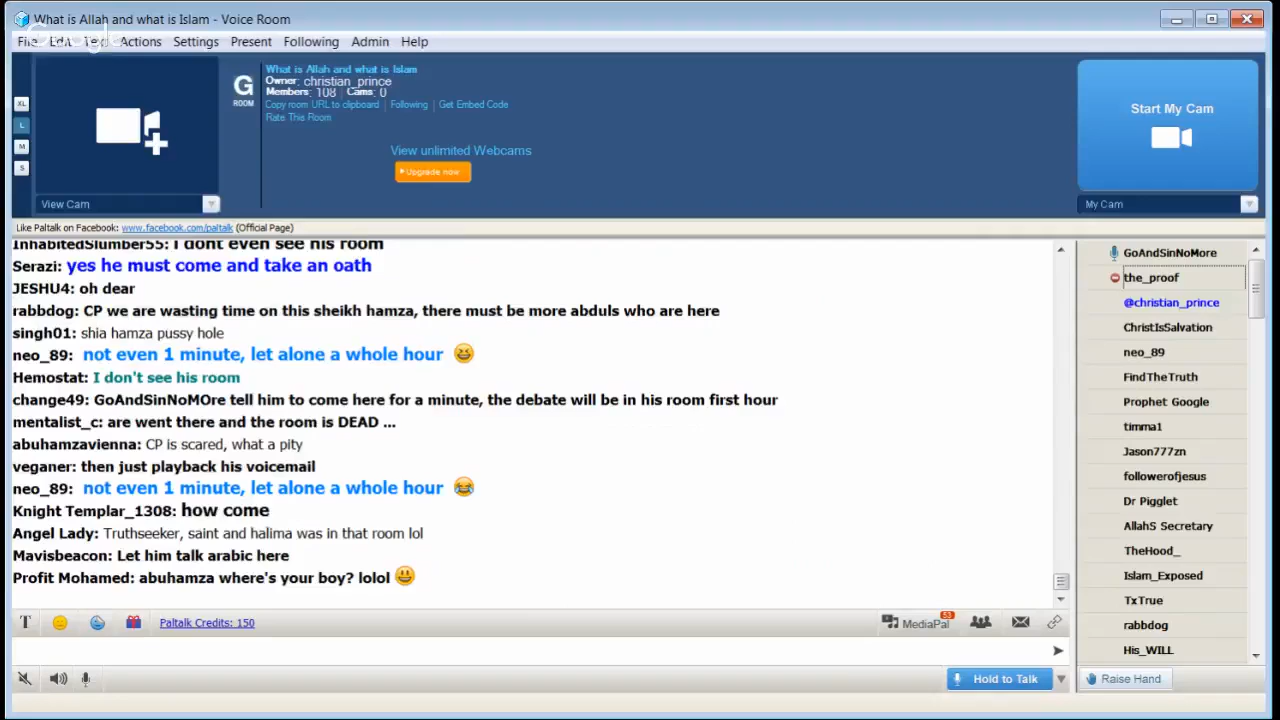 What is Allah and what is Islam - Voice Room
Google
File Edit Text Actions Settings Present Following Admin Help
G
ROOM
What is Allah and what is Islam
Owner: christian_prince
Members: 108 Cams: 0
Copy room URL to clipboard | Following | Get Embed Code
Rate This Room
View unlimited Webcams
Upgrade now
XL
L
M
S
View Cam
Start My Cam
My Cam
Like Paltalk on Facebook: www.facebook.com/paltalk (Official Page)
InhabitedSlumber55: I dont even see his room
Serazi: yes he must come and take an oath
JESHU4: oh dear
rabbdog: CP we are wasting time on this sheikh hamza, there must be more abduls who are here
singh01: shia hamza pussy hole
neo_89: not even 1 minute, let alone a whole hour 😆
Hemostat: I don't see his room
change49: GoAndSinNoMOre tell him to come here for a minute, the debate will be in his room first hour
mentalist_c: are went there and the room is DEAD ...
abuhamzavienna: CP is scared, what a pity
veganer: then just playback his voicemail
neo_89: not even 1 minute, let alone a whole hour 😂
Knight Templar_1308: how come
Angel Lady: Truthseeker, saint and halima was in that room lol
Mavisbeacon: Let him talk arabic here
Profit Mohamed: abuhamza where's your boy? lolol 😃
GoAndSinNoMore
the_proof
@christian_prince
ChristIsSalvation
neo_89
FindTheTruth
Prophet Google
timma1
Jason777zn
followerofjesus
Dr Pigglet
AllahS Secretary
TheHood_
Islam_Exposed
TxTrue
rabbdog
His_WILL
T
Paltalk Credits: 150
MediaPal
53
Hold to Talk
Raise Hand